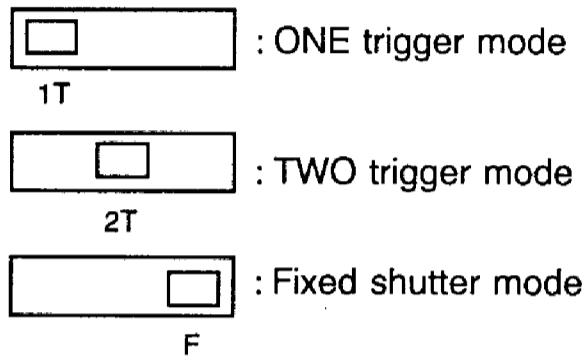 : ONE trigger mode
1T
: TWO trigger mode
2T
: Fixed shutter mode
F